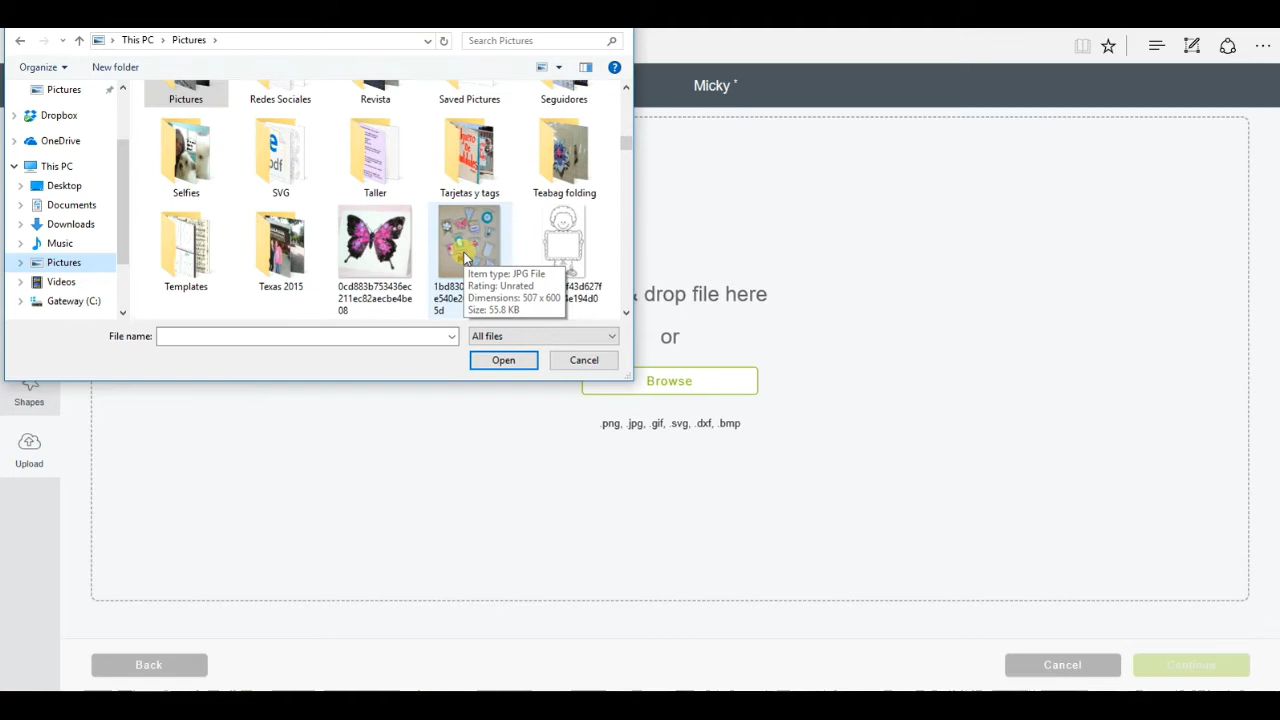 This PC > Pictures >
Search Pictures
Organize
New folder
Micky *
Pictures
Dropbox
OneDrive
This PC
Desktop
Documents
Downloads
Music
Pictures
Videos
Gateway (C:)
Pictures
Redes Sociales
Revista
Saved Pictures
Seguidores
Selfies
SVG
Taller
Tarjetas y tags
Teabag folding
Templates
Texas 2015
0cd883b753436ec
211ec82aecbe4be
08
5d
Item type: JPG File
Rating: Unrated
Dimensions: 507 x 600
Size: 55.8 KB
File name:
All files
Open
Cancel
drop file here
or
Browse
.png, .jpg, .gif, .svg, .dxf, .bmp
Shapes
Upload
Back
Cancel
Continue